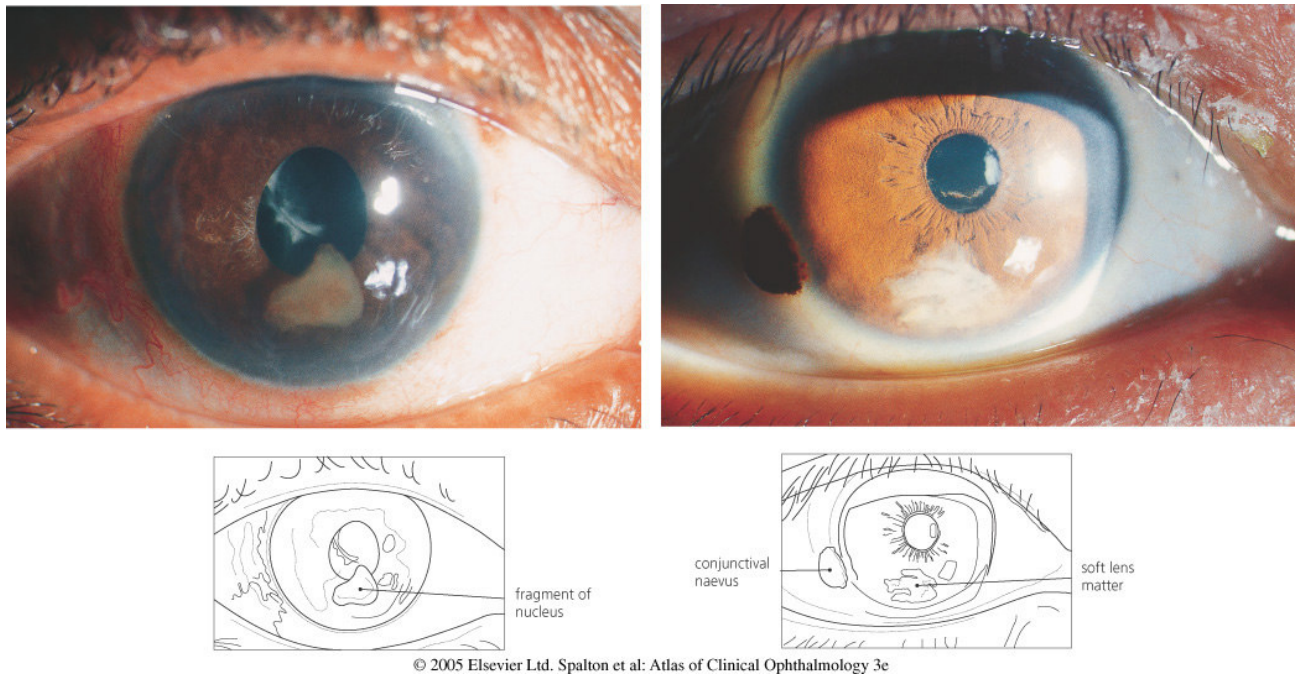 fragment of
nucleus
conjunctival
naevus
soft lens
matter
© 2005 Elsevier Ltd. Spalton et al: Atlas of Clinical Ophthalmology 3e